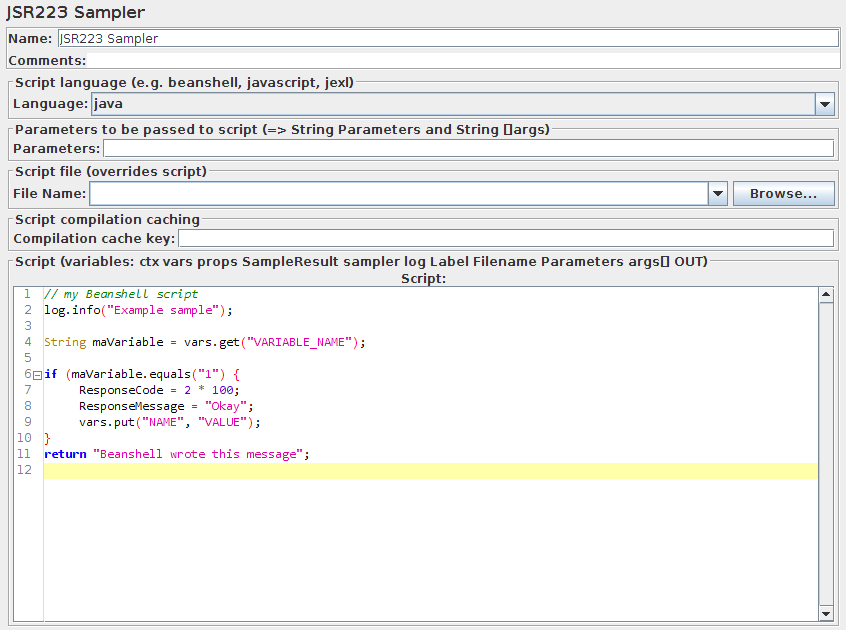 JSR223 Sampler
Name: JSR223 Sampler
Comments:
Script language (e.g. beanshell, javascript, jexl)
Language: java
Parameters to be passed to script (=> String Parameters and String []args)
Parameters:
Script file (overrides script)
File Name: Browse...
Script compilation caching
Compilation cache key:
Script (variables: ctx vars props SampleResult sampler log Label Filename Parameters args[] OUT)
Script:
1 // my Beanshell script
2 log.info("Example sample");
3
4 String maVariable = vars.get("VARIABLE_NAME");
5
6 if (maVariable.equals("1") {
7 ResponseCode = 2 * 100;
8 ResponseMessage = "Okay";
9 vars.put("NAME", "VALUE");
10 }
11 return "Beanshell wrote this message";
12